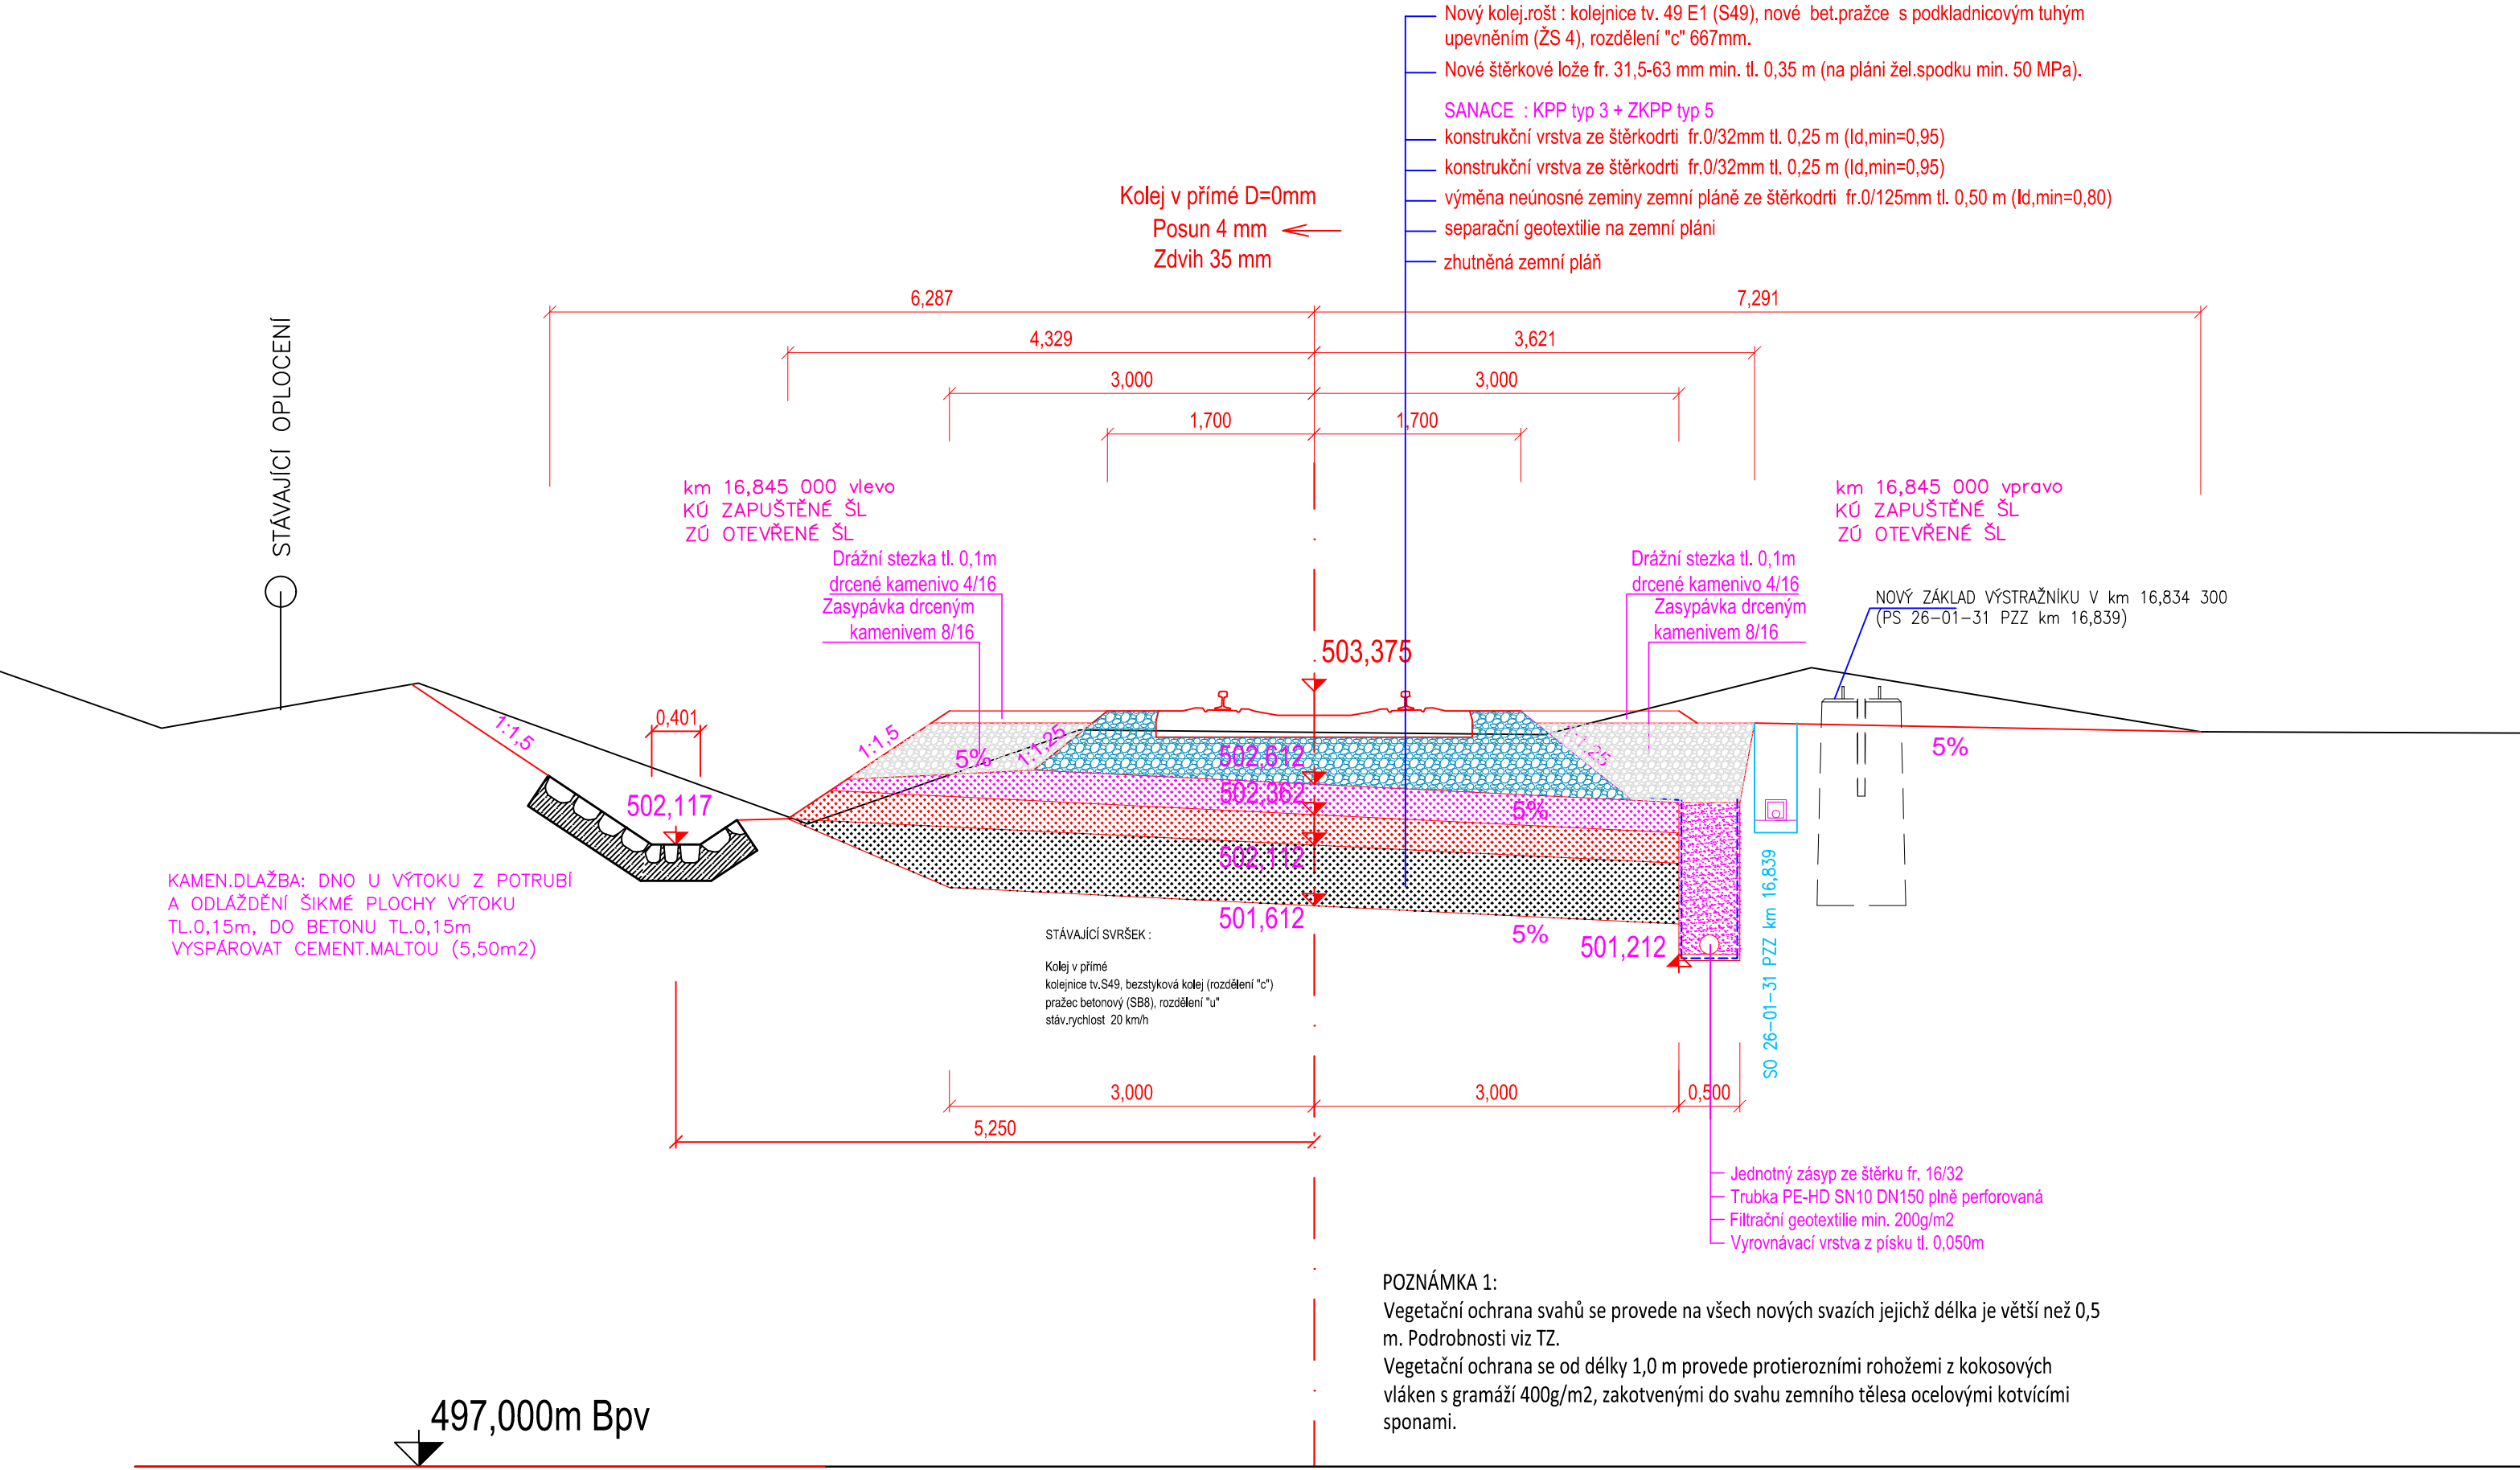 Nový kolej.rošt : kolejnice tv. 49 E1 (S49), nové bet.pražce s podkladnicovým tuhým
upevněním (ŽS 4), rozdělení "c" 667mm.
Nové štěrkové lože fr. 31,5-63 mm min. tl. 0,35 m (na pláni žel.spodku min. 50 MPa).
SANACE : KPP typ 3 + ZKPP typ 5
konstrukční vrstva ze štěrkodrti fr.0/32mm tl. 0,25 m (Id,min=0,95)
konstrukční vrstva ze štěrkodrti fr.0/32mm tl. 0,25 m (Id,min=0,95)
výměna neúnosné zeminy zemní pláně ze štěrkodrti fr.0/125mm tl. 0,50 m (Id,min=0,80)
separační geotextilie na zemní pláni
zhutněná zemní pláň
Kolej v přímé D=0mm
Posun 4 mm
Zdvih 35 mm
6,287
7,291
4,329
3,621
3,000
3,000
1,700
1,700
STÁVAJÍCÍ OPLOCENÍ
km 16,845 000 vlevo
KÚ ZAPUŠTĚNÉ ŠL
ZÚ OTEVŘENÉ ŠL
km 16,845 000 vpravo
KÚ ZAPUŠTĚNÉ ŠL
ZÚ OTEVŘENÉ ŠL
Drážní stezka tl. 0,1m
drcené kamenivo 4/16
Zasypávka drceným
kamenivem 8/16
Drážní stezka tl. 0,1m
drcené kamenivo 4/16
Zasypávka drceným
kamenivem 8/16
NOVÝ ZÁKLAD VÝSTRAŽNÍKU V km 16,834 300
(PS 26-01-31 PZZ km 16,839)
503,375
1:1,5
0,401
1:1,5
5%
1:1,25
1:1,25
5%
502,612
502,117
502,362
5%
502,112
501,612
5%
501,212
KAMEN.DLAŽBA: DNO U VÝTOKU Z POTRUBÍ
A ODLÁŽDĚNÍ ŠIKMÉ PLOCHY VÝTOKU
TL.0,15m, DO BETONU TL.0,15m
VYSPÁROVAT CEMENT.MALTOU (5,50m2)
STÁVAJÍCÍ SVRŠEK :
Kolej v přímé
kolejnice tv.S49, bezstyková kolej (rozdělení "c")
pražec betonový (SB8), rozdělení "u"
stáv.rychlost 20 km/h
SO 26-01-31 PZZ km 16,839
3,000
3,000
0,500
5,250
Jednotný zásyp ze štěrku fr. 16/32
Trubka PE-HD SN10 DN150 plně perforovaná
Filtrační geotextilie min. 200g/m2
Vyrovnávací vrstva z písku tl. 0,050m
POZNÁMKA 1:
Vegetační ochrana svahů se provede na všech nových svazích jejichž délka je větší než 0,5
m. Podrobnosti viz TZ.
Vegetační ochrana se od délky 1,0 m provede protierozními rohožemi z kokosových
vláken s gramáží 400g/m2, zakotvenými do svahu zemního tělesa ocelovými kotvícími
sponami.
497,000m Bpv